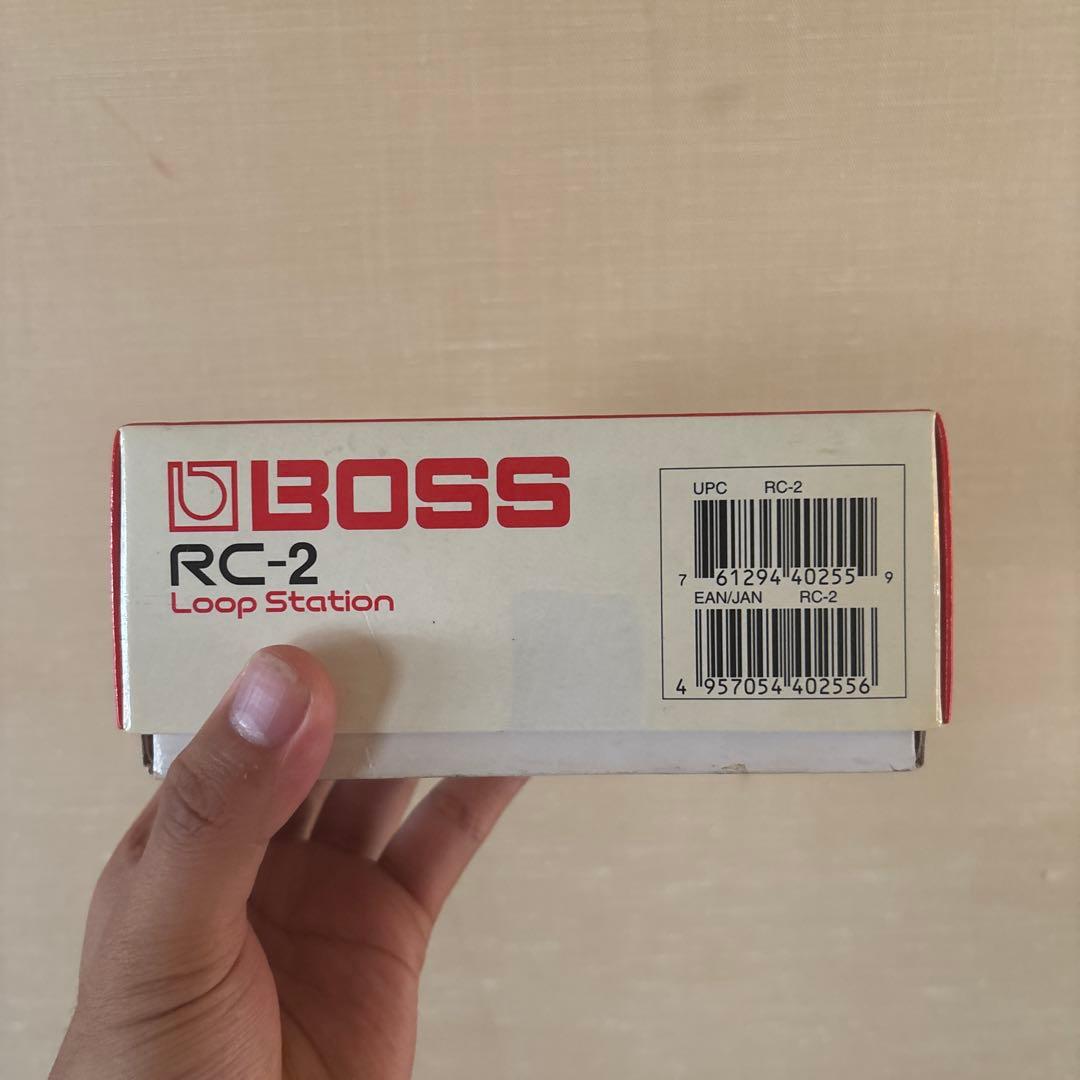 BOSS
RC-2
Loop Station
UPC RC-2
7 61294 40255 9
EAN/JAN RC-2
4 957054 402556